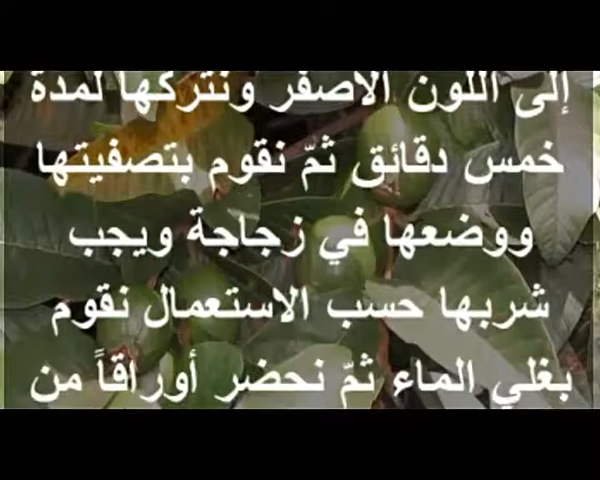 إلى اللون الأصفر ونتركها لمدة
خمس دقائق ثمّ نقوم بتصفيتها
ووضعها في زجاجة ويجب
شربها حسب الاستعمال نقوم
بغلي الماء ثمّ نحضر أوراقاً من